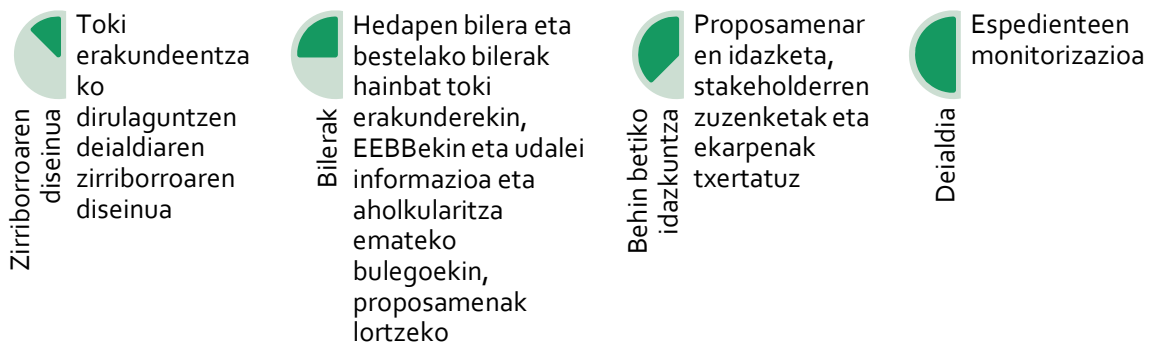 Zirriborroaren
diseinua
Toki
erakundeentza
ko
dirulaguntzen
deialdiaren
zirriborroaren
diseinua
Bilerak
Hedapen bilera eta
bestelako bilerak
hainbat toki
erakunderekin,
EEBBekin eta udalei
informazioa eta
aholkularitza
emateko
bulegoekin,
proposamenak
lortzeko
Behin betiko
idazkuntza
Proposamenar
en idazketa,
stakeholderren
zuzenketak eta
ekarpenak
txertatuz
Deialdia
Espedienteen
monitorizazioa